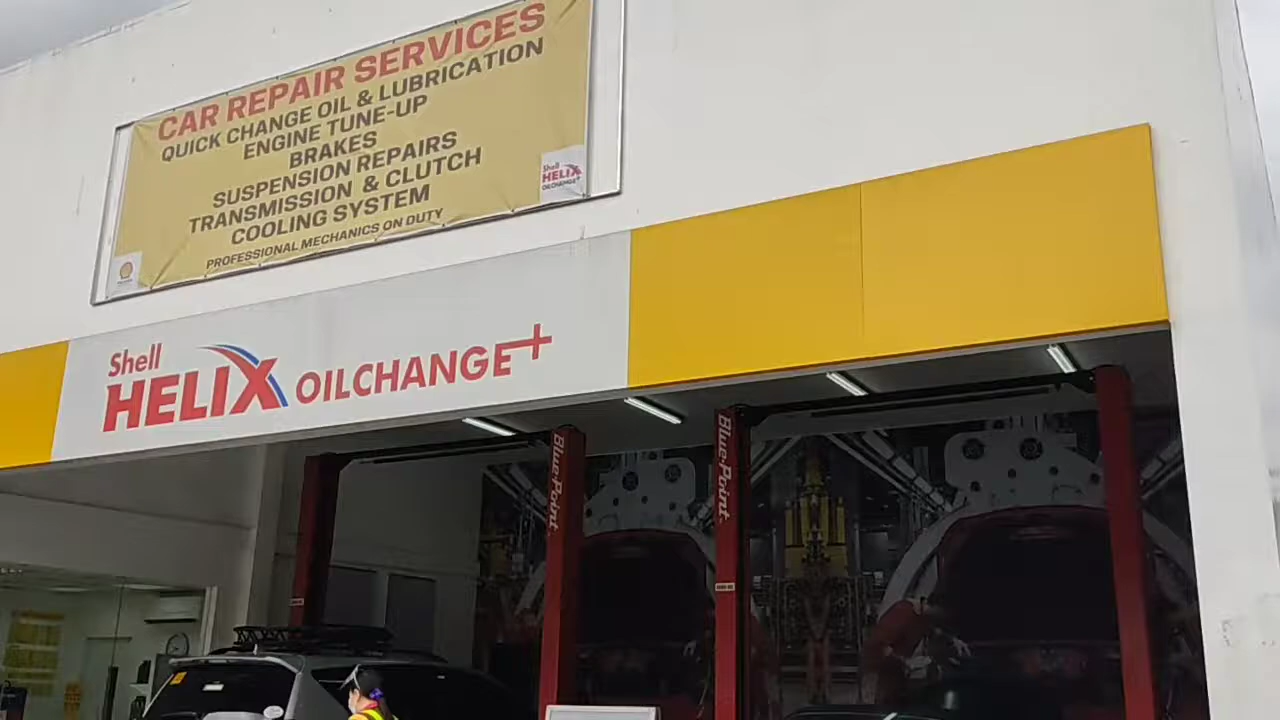 CAR REPAIR SERVICES
QUICK CHANGE OIL & LUBRICATION
ENGINE TUNE-UP
BRAKES
SUSPENSION REPAIRS
TRANSMISSION & CLUTCH
COOLING SYSTEM
PROFESSIONAL MECHANICS ON DUTY
Shell
HELIX
OILCHANGE+
Shell
HELIX OILCHANGE+
Blue-Point
Blue-Point